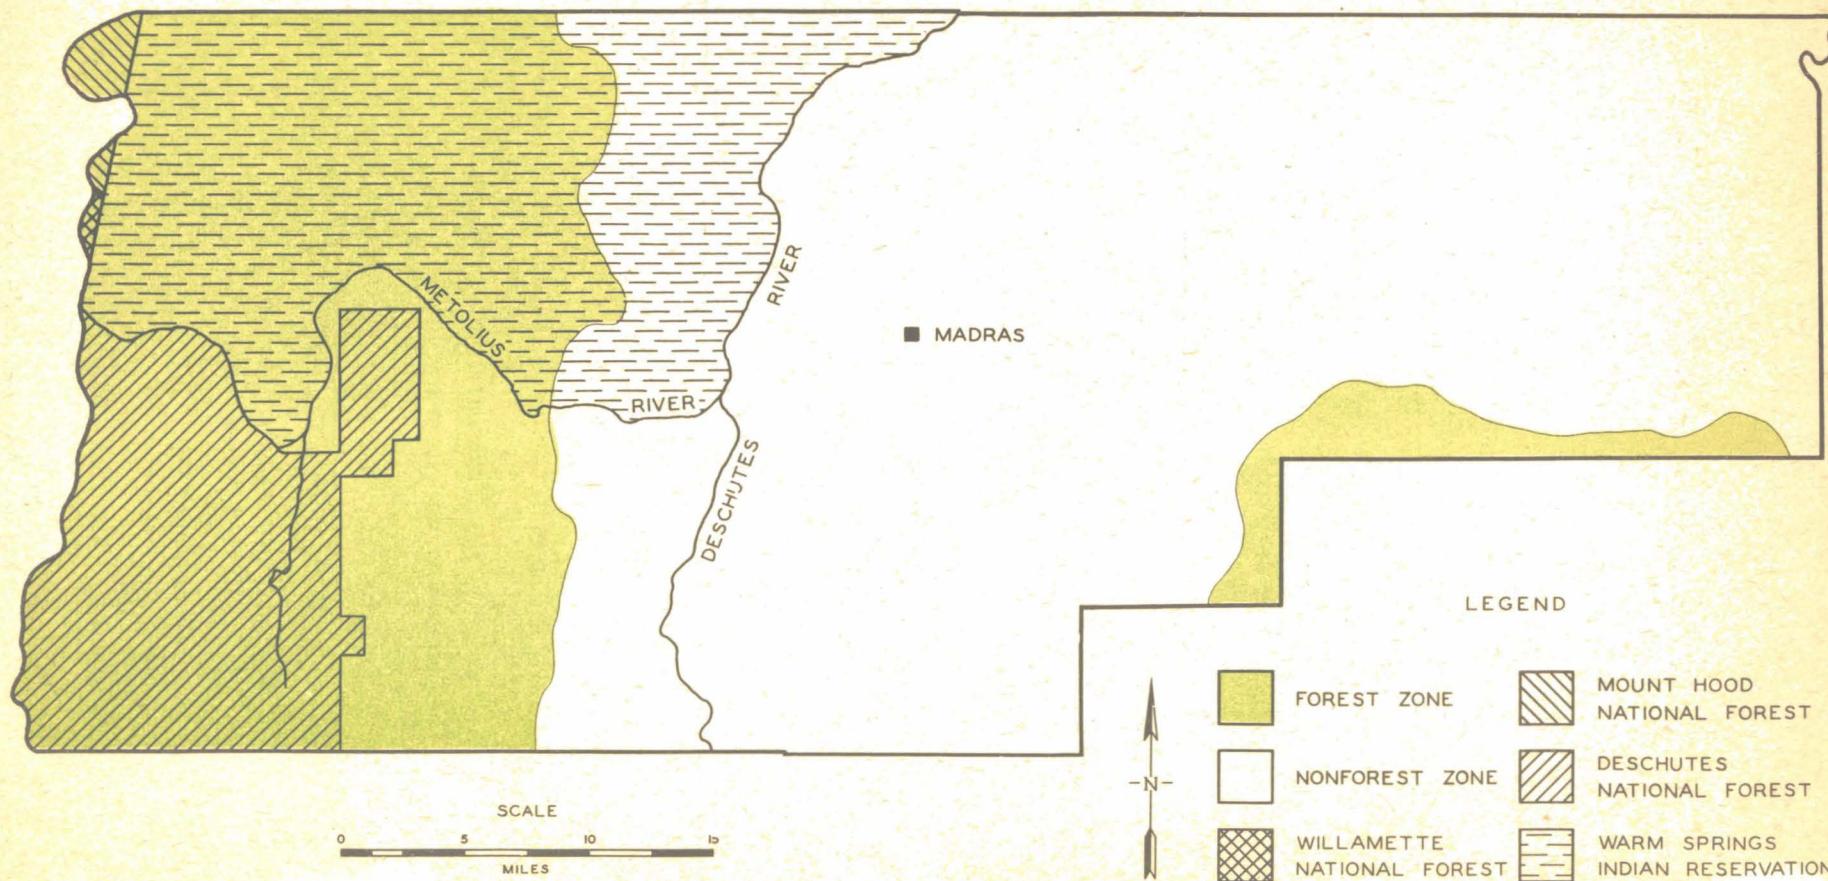 METOLIUS
RIVER
RIVER
DESCHUTES
MADRAS
LEGEND
FOREST ZONE
NONFOREST ZONE
WILLAMETTE
NATIONAL FOREST
MOUNT HOOD
NATIONAL FOREST
DESCHUTES
NATIONAL FOREST
WARM SPRINGS
INDIAN RESERVATION
N
SCALE
0 5 10 15
MILES